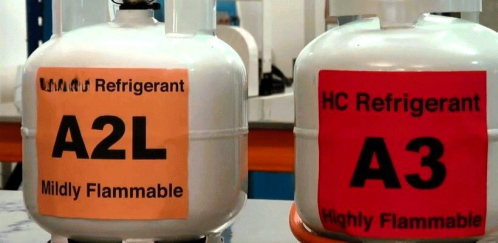 Refrigerant
A2L
Mildly Flammable
HC Refrigerant
A3
Highly Flammable